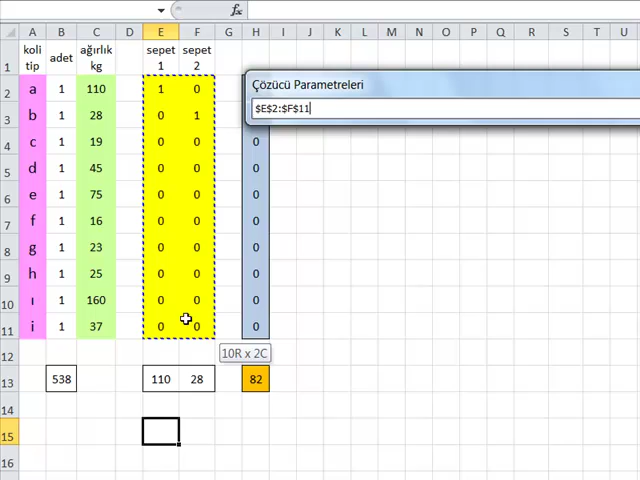 fx
A B C D E F G H I J K L M N O P Q R S T U
koli tip adet ağırlık kg sepet 1 sepet 2
1
2 a 1 110 1 0
Çözücü Parametreleri
$E$2:$F$11
3 b 1 28 0 1
4 c 1 19 0 0 0
5 d 1 45 0 0 0
6 e 1 75 0 0 0
7 f 1 16 0 0 0
8 g 1 23 0 0 0
9 h 1 25 0 0 0
10 ı 1 160 0 0 0
11 i 1 37 0 0 0
12 10R x 2C
13 538 110 28 82
14
15
16